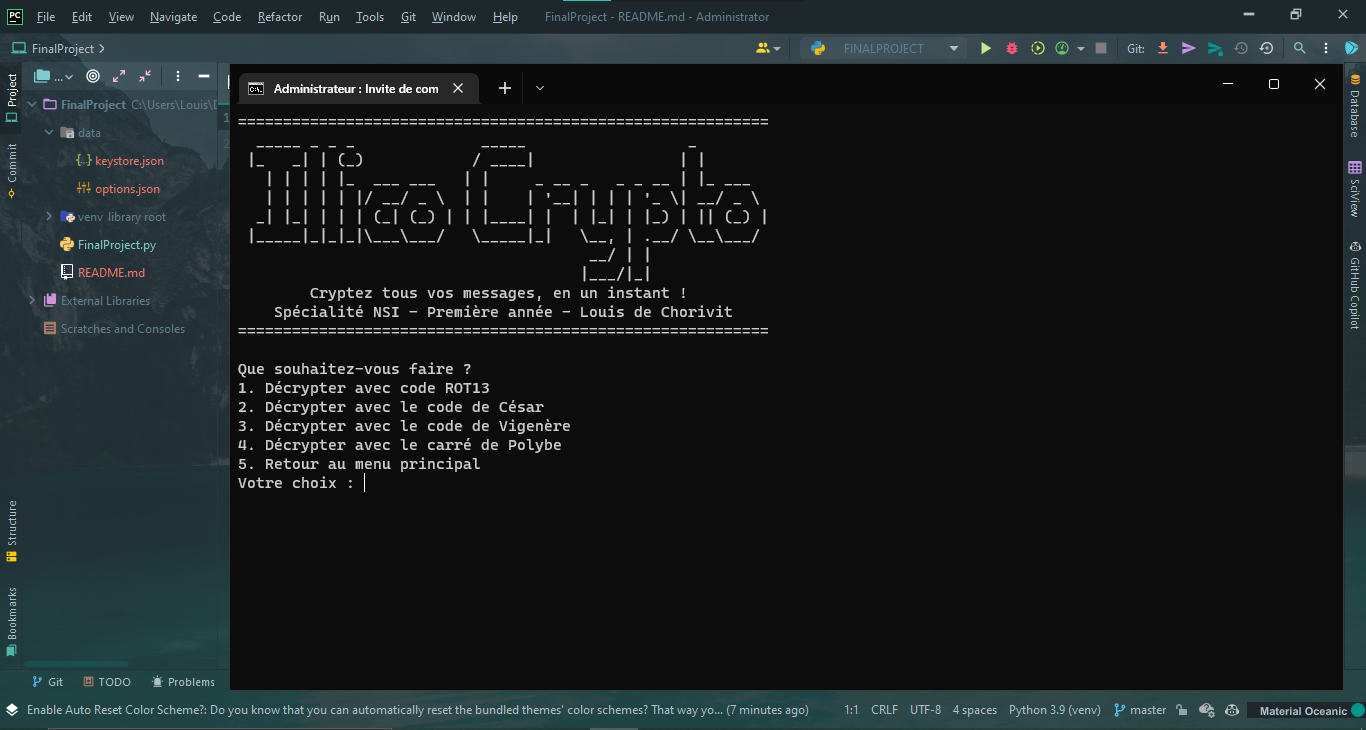 PC File Edit View Navigate Code Refactor Run Tools Git Window Help FinalProject - README.md - Administrator
FinalProject FINALPROJECT Git:
Project
Commit
Structure
Bookmarks
...
FinalProject C:\Users\Louis\
data
keystore.json
options.json
venv library root
FinalProject.py
README.md
External Libraries
Scratches and Consoles
1
2
Administrateur : Invite de com
===========================================================
IllicoCrypto
Cryptez tous vos messages, en un instant !
Spécialité NSI - Première année - Louis de Chorivit
===========================================================
Que souhaitez-vous faire ?
1. Décrypter avec code ROT13
2. Décrypter avec le code de César
3. Décrypter avec le code de Vigenère
4. Décrypter avec le carré de Polybe
5. Retour au menu principal
Votre choix :
Database
SciView
GitHub Copilot
Git TODO Problems
Enable Auto Reset Color Scheme?: Do you know that you can automatically reset the bundled themes' color schemes? That way yo... (7 minutes ago) 1:1 CRLF UTF-8 4 spaces Python 3.9 (venv) master Material Oceanic